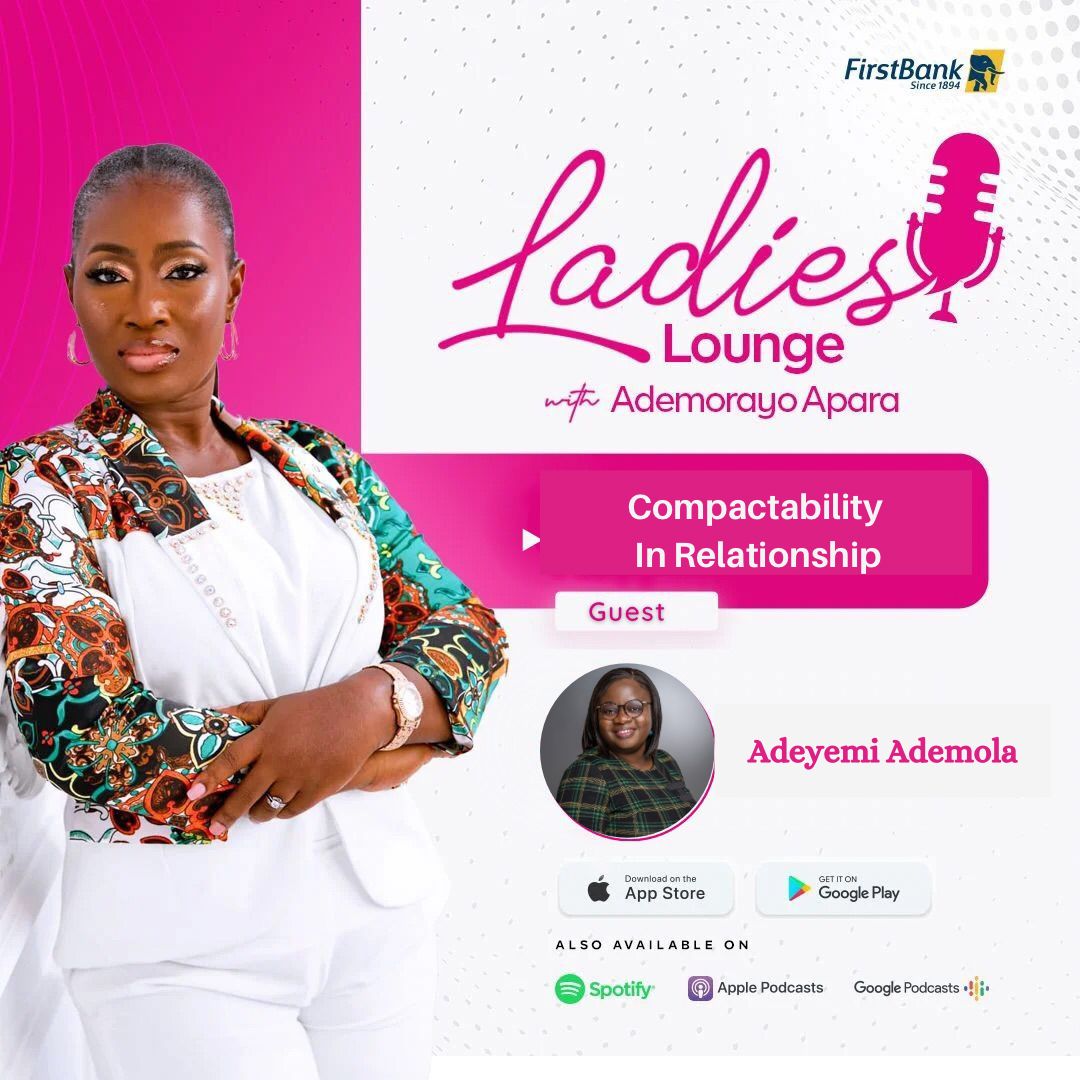 FirstBank
Since 1894
Ladies
Lounge
with Ademorayo Apara
Compactability
In Relationship
Guest
Adeyemi Ademola
Download on the
App Store
GET IT ON
Google Play
ALSO AVAILABLE ON
Spotify
Apple Podcasts
Google Podcasts